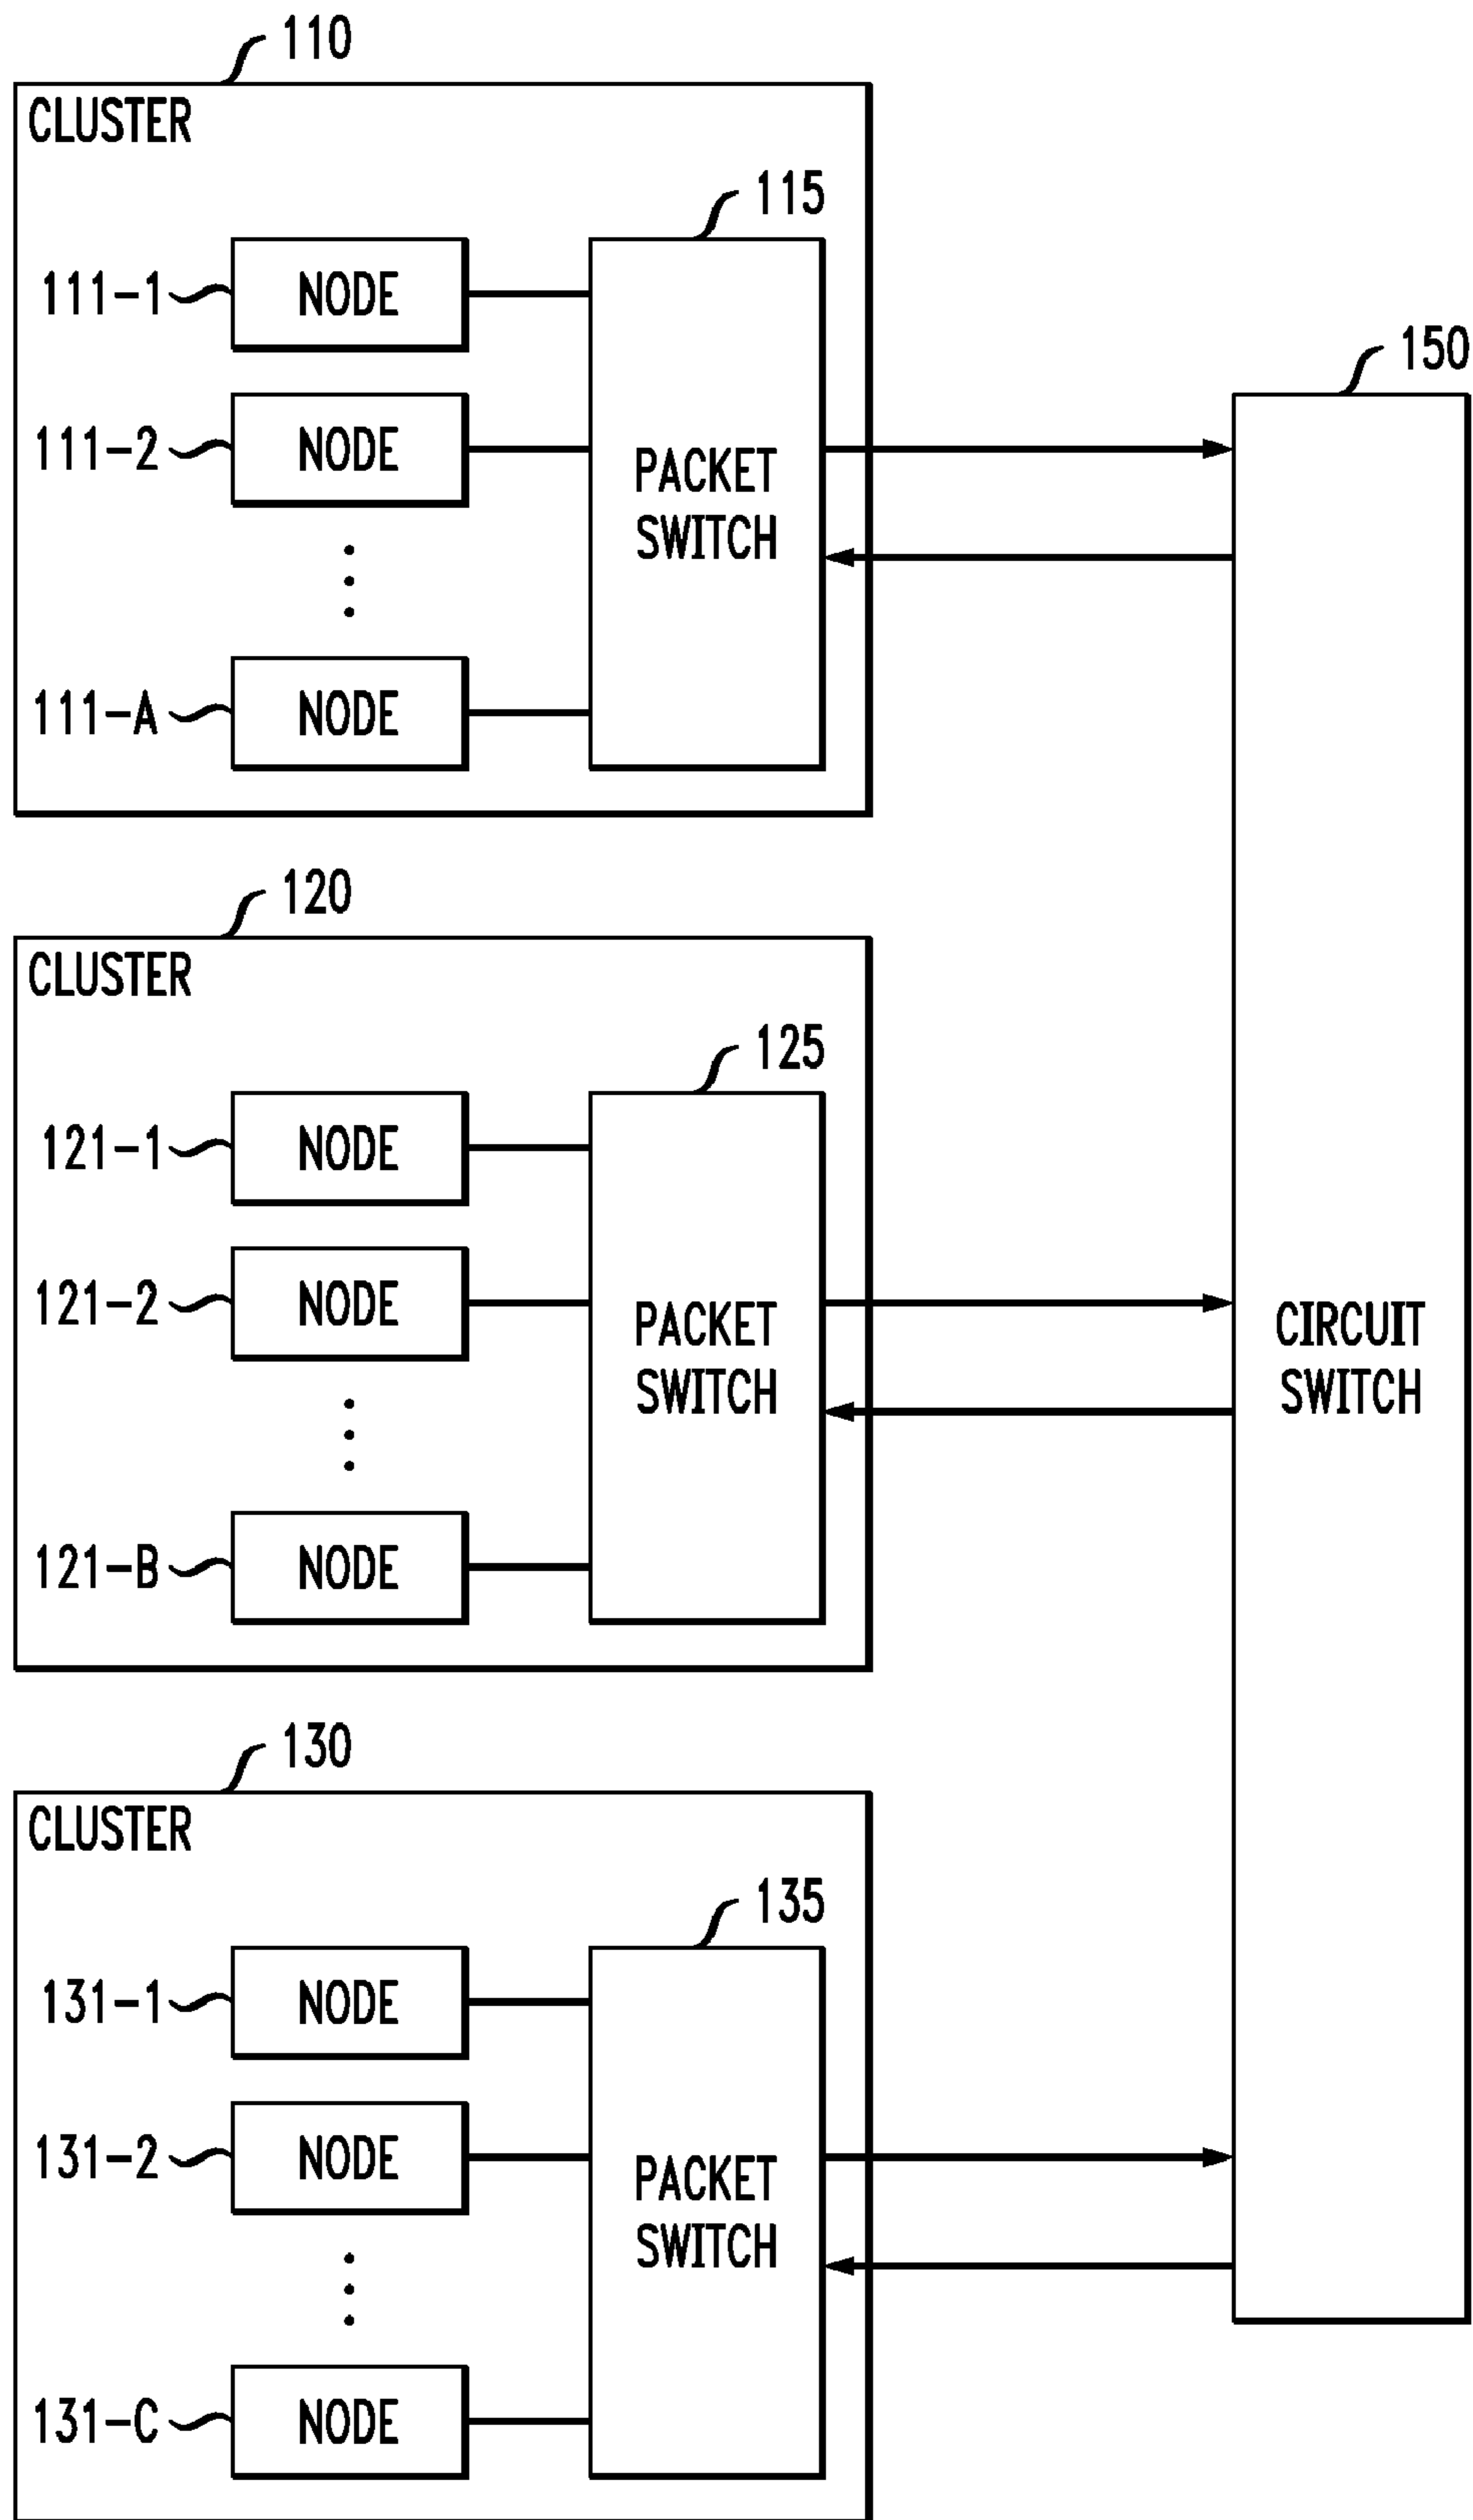 110
CLUSTER
115
111-1
NODE
150
111-2
NODE
PACKET
SWITCH
111-A
NODE
120
CLUSTER
125
121-1
NODE
121-2
NODE
PACKET
SWITCH
CIRCUIT
SWITCH
121-B
NODE
130
CLUSTER
135
131-1
NODE
131-2
NODE
PACKET
SWITCH
131-C
NODE